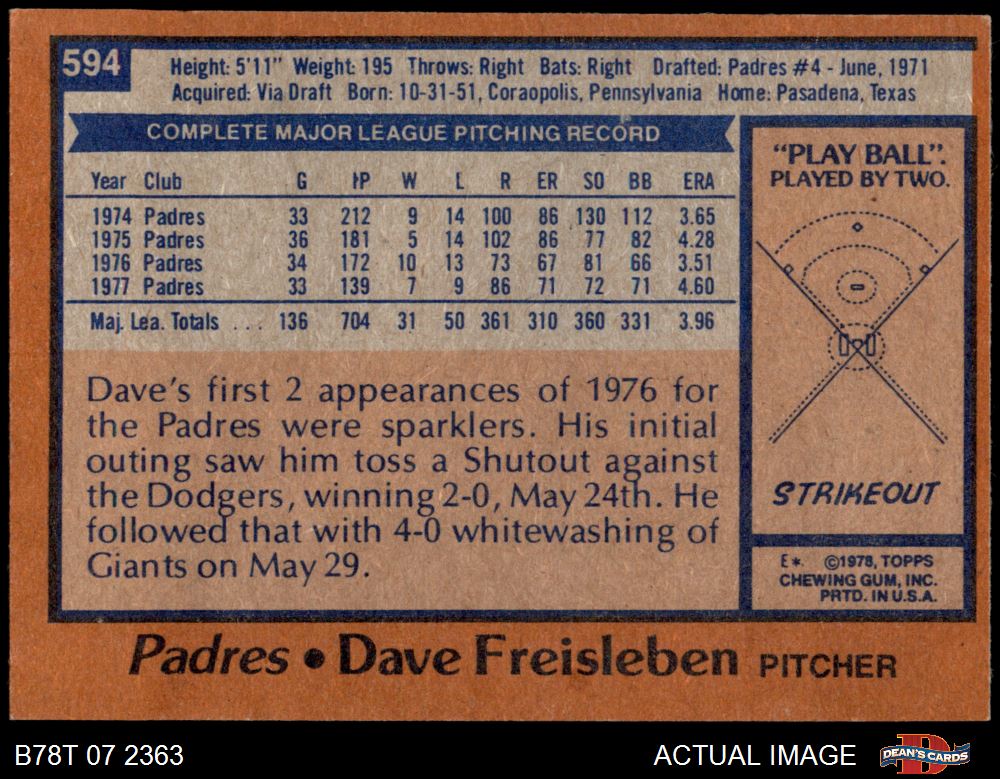 594
Height: 5'11" Weight: 195 Throws: Right Bats: Right Drafted: Padres #4 - June, 1971
Acquired: Via Draft Born: 10-31-51, Coraopolis, Pennsylvania Home: Pasadena, Texas
COMPLETE MAJOR LEAGUE PITCHING RECORD
Year Club G IP W L R ER SO BB ERA
1974 Padres 33 212 9 14 100 86 130 112 3.65
1975 Padres 36 181 5 14 102 86 77 82 4.28
1976 Padres 34 172 10 13 73 67 81 66 3.51
1977 Padres 33 139 7 9 86 71 72 71 4.60
Maj. Lea. Totals ... 136 704 31 50 361 310 360 331 3.96
Dave's first 2 appearances of 1976 for
the Padres were sparklers. His initial
outing saw him toss a Shutout against
the Dodgers, winning 2-0, May 24th. He
followed that with 4-0 whitewashing of
Giants on May 29.
"PLAY BALL".
PLAYED BY TWO.
STRIKEOUT
E*. ©1978, TOPPS
CHEWING GUM, INC.
PRTD. IN U.S.A.
Padres • Dave Freisleben PITCHER
B78T 07 2363
ACTUAL IMAGE
D
DEAN'S CARDS